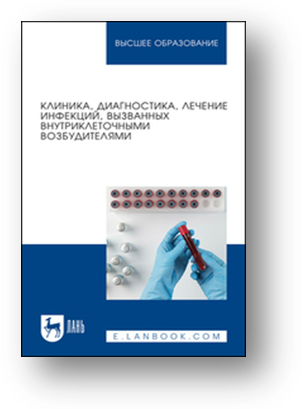 ВЫСШЕЕ ОБРАЗОВАНИЕ
КЛИНИКА, ДИАГНОСТИКА, ЛЕЧЕНИЕ
ИНФЕКЦИЙ, ВЫЗВАННЫХ
ВНУТРИКЛЕТОЧНЫМИ
ВОЗБУДИТЕЛЯМИ
ЛАНЬ
E.LANBOOK.COM